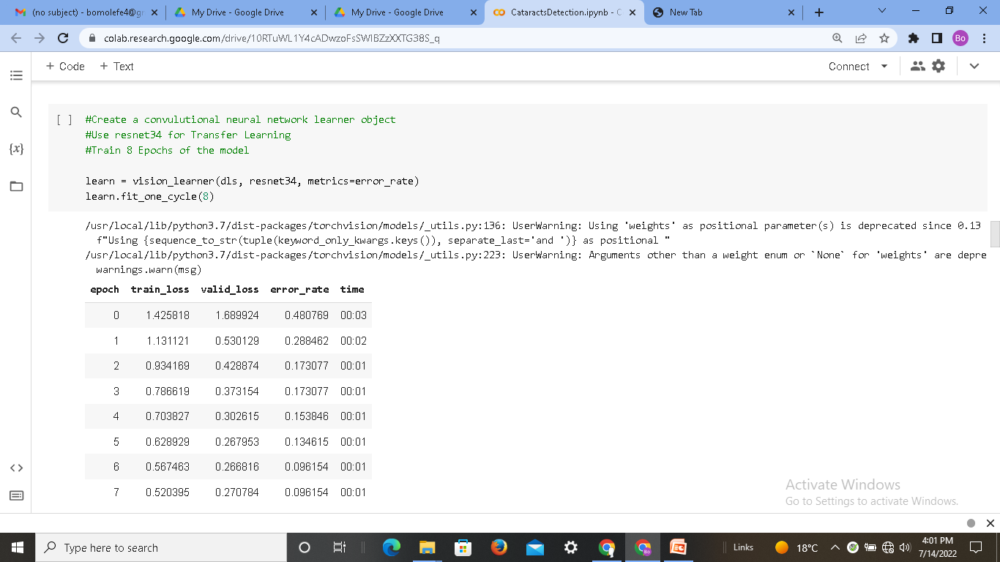 (no subject) - bomolefe4@gr
My Drive - Google Drive
My Drive - Google Drive
CataractsDetection.ipynb - C
New Tab
colab.research.google.com/drive/10RTuWL1Y4cADwzoFsSWIBZzXXTG38S_q
Bo
+ Code + Text
Connect
{x}
[ ] #Create a convulutional neural network learner object
#Use resnet34 for Transfer Learning
#Train 8 Epochs of the model
learn = vision_learner(dls, resnet34, metrics=error_rate)
learn.fit_one_cycle(8)
/usr/local/lib/python3.7/dist-packages/torchvision/models/_utils.py:136: UserWarning: Using 'weights' as positional parameter(s) is deprecated since 0.13
f"Using {sequence_to_str(tuple(keyword_only_kwargs.keys()), separate_last='and ')} as positional "
/usr/local/lib/python3.7/dist-packages/torchvision/models/_utils.py:223: UserWarning: Arguments other than a weight enum or `None` for 'weights' are depre
warnings.warn(msg)
epoch train_loss valid_loss error_rate time
0 1.425818 1.689924 0.480769 00:03
1 1.131121 0.530129 0.288462 00:02
2 0.934169 0.428874 0.173077 00:01
3 0.786819 0.373154 0.173077 00:01
4 0.703827 0.302615 0.153846 00:01
5 0.628929 0.267953 0.134615 00:01
6 0.567463 0.266816 0.096154 00:01
7 0.520395 0.270784 0.096154 00:01
Activate Windows
Go to Settings to activate Windows.
Type here to search
Links
18°C
4:01 PM
7/14/2022